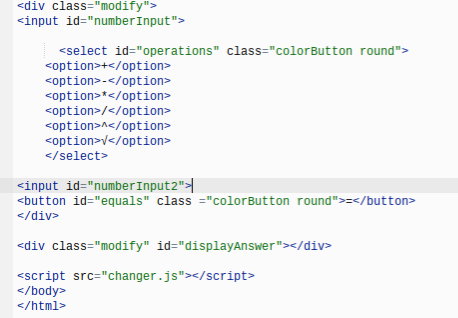 <div class="modify">
<input id="numberInput">
<select id="operations" class="colorButton round">
<option>+</option>
<option>-</option>
<option>*</option>
<option>/</option>
<option>^</option>
<option>√</option>
</select>
<input id="numberInput2">
<button id="equals" class ="colorButton round">=</button>
</div>
<div class="modify" id="displayAnswer"></div>
<script src="changer.js"></script>
</body>
</html>